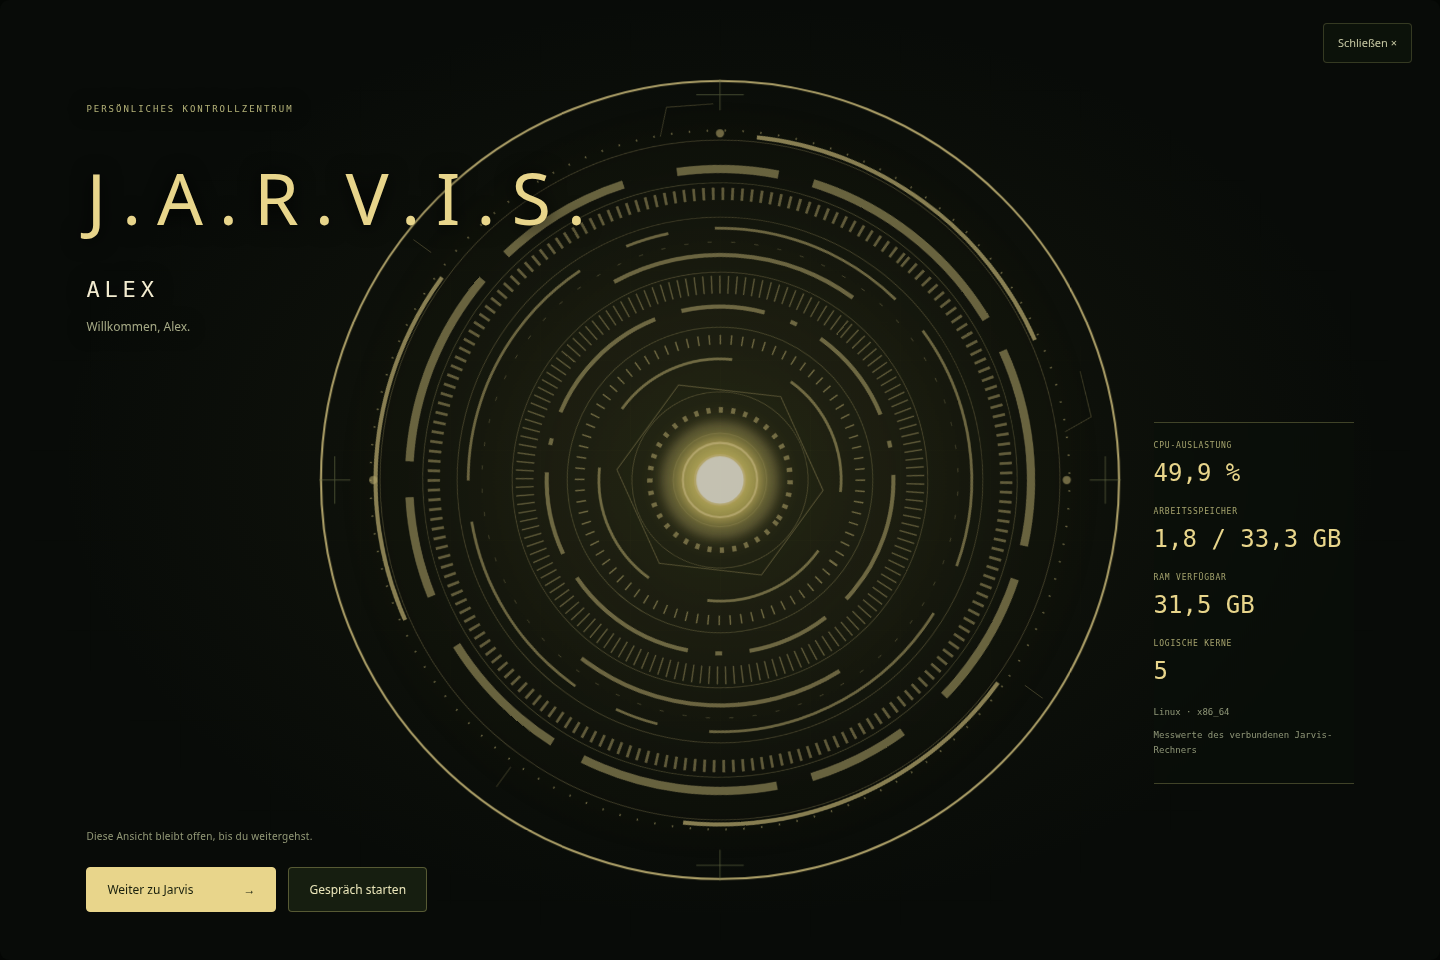 Schließen ×
PERSÖNLICHES KONTROLLZENTRUM
J.A.R.V.I.S.
ALEX
Willkommen, Alex.
CPU-AUSLASTUNG
49,9 %
ARBEITSSPEICHER
1,8 / 33,3 GB
RAM VERFÜGBAR
31,5 GB
LOGISCHE KERNE
5
Linux · x86_64
Messwerte des verbundenen Jarvis-
Rechners
Diese Ansicht bleibt offen, bis du weitergehst.
Weiter zu Jarvis →
Gespräch starten